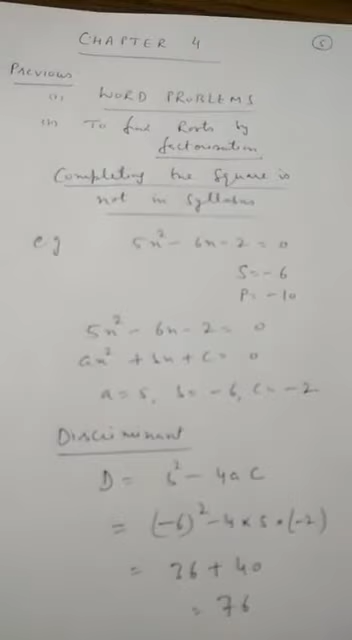 CHAPTER 4
5
PREVIOUS
(i) WORD PROBLEMS
(ii) To find Roots by
factorisation
Completing the Square is
not in syllabus
eg 5x² - 6x - 2 = 0
S = -6
P = -10
5x² - 6x - 2 = 0
ax² + bx + c = 0
a = 5, b = -6, c = -2
Discriminant
D = b² - 4ac
= (-6)² - 4 × 5 × (-2)
= 36 + 40
= 76